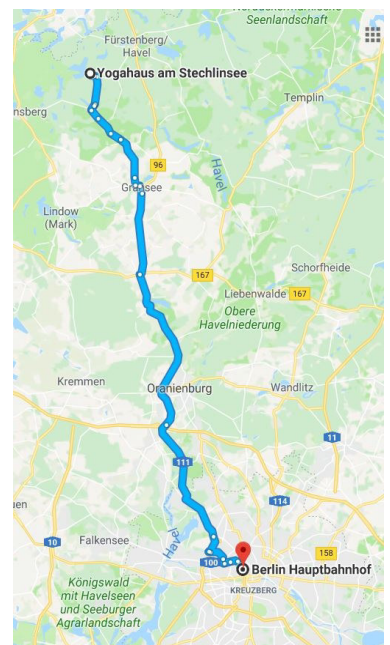 Seenlandschaft
Fürstenberg/
Havel
Yogahaus am Stechlinsee
Templin
nsberg
96
Havel
Gransee
Lindow
(Mark)
167
Schorfheide
Liebenwalde
167
Obere
Havelniederung
Kremmen
Oranienburg
Wandlitz
11
111
114
10
Falkensee
Havel
100
158
Berlin Hauptbahnhof
Königswald
mit Havelseen
und Seeburger
Agrarlandschaft
KREUZBERG